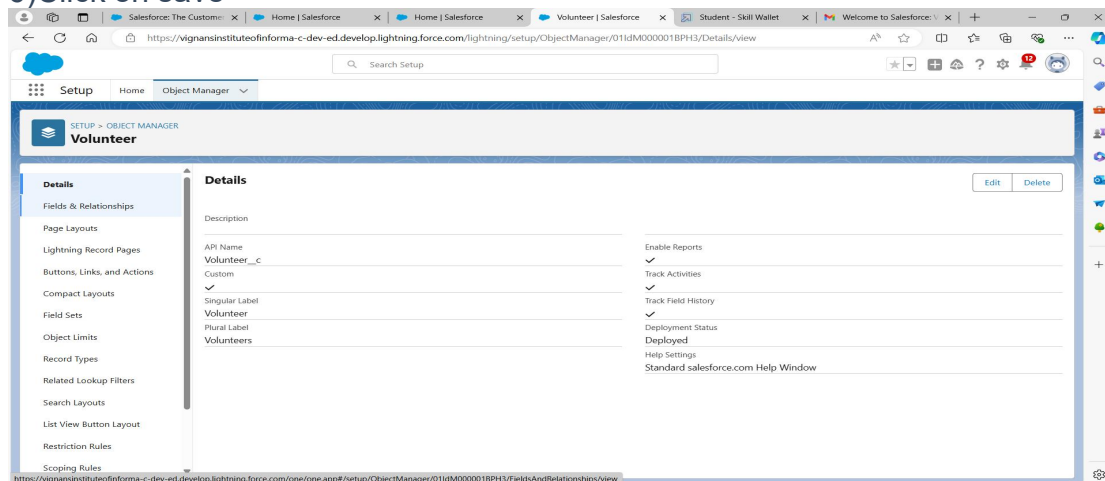 Salesforce: The Custome
Home | Salesforce
Home | Salesforce
Volunteer | Salesforce
Student - Skill Wallet
Welcome to Salesforce:
https://vignansinstituteofinforma-c-dev-ed.develop.lightning.force.com/lightning/setup/ObjectManager/01IdM000001BPH3/Details/view
Search Setup
12
Setup Home Object Manager
SETUP > OBJECT MANAGER
Volunteer
Details
Fields & Relationships
Page Layouts
Lightning Record Pages
Buttons, Links, and Actions
Compact Layouts
Field Sets
Object Limits
Record Types
Related Lookup Filters
Search Layouts
List View Button Layout
Restriction Rules
Scoping Rules
Details
Edit Delete
Description
API Name
Volunteer__c
Custom
Singular Label
Volunteer
Plural Label
Volunteers
Enable Reports
Track Activities
Track Field History
Deployment Status
Deployed
Help Settings
Standard salesforce.com Help Window
https://vignansinstituteofinforma-c-dev-ed.develop.lightning.force.com/one/one.app#/setup/ObjectManager/01IdM000001BPH3/FieldsAndRelationships/view